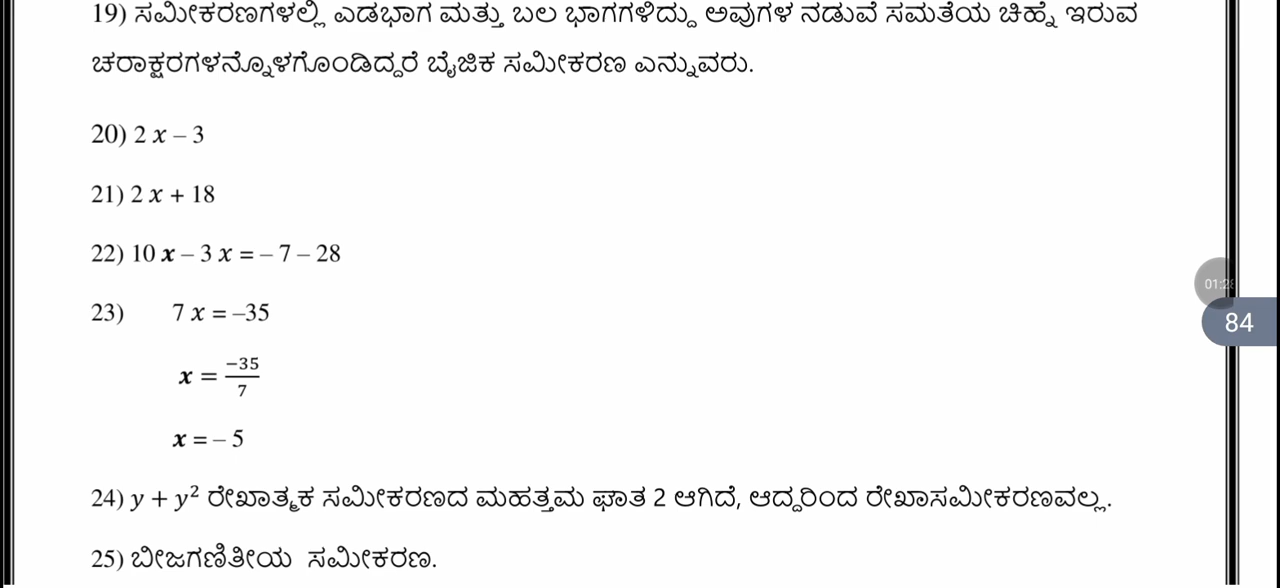 19) ಸಮೀಕರಣಗಳಲ್ಲಿ ಎಡಭಾಗ ಮತ್ತು ಬಲ ಭಾಗಗಳಿದ್ದು ಅವುಗಳ ನಡುವೆ ಸಮತೆಯ ಚಿಹ್ನೆ ಇರುವ
ಚರಾಕ್ಷರಗಳನ್ನೊಳಗೊಂಡಿದ್ದರೆ ಬೈಜಿಕ ಸಮೀಕರಣ ಎನ್ನುವರು.
20) 2 x – 3
21) 2 x + 18
22) 10 x – 3 x = – 7 – 28
01:28
23) 7 x = –35
84
x = −35/7
x = – 5
24) y + y² ರೇಖಾತ್ಮಕ ಸಮೀಕರಣದ ಮಹತ್ತಮ ಘಾತ 2 ಆಗಿದೆ, ಆದ್ದರಿಂದ ರೇಖಾಸಮೀಕರಣವಲ್ಲ.
25) ಬೀಜಗಣಿತೀಯ ಸಮೀಕರಣ.